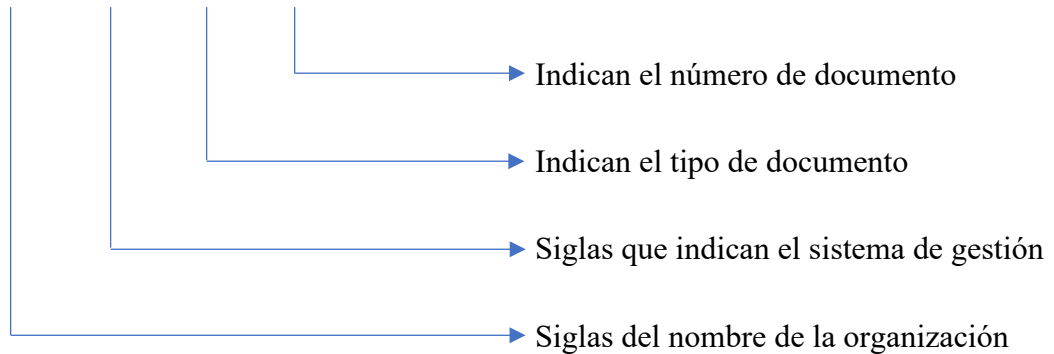 Indican el número de documento
Indican el tipo de documento
Siglas que indican el sistema de gestión
Siglas del nombre de la organización